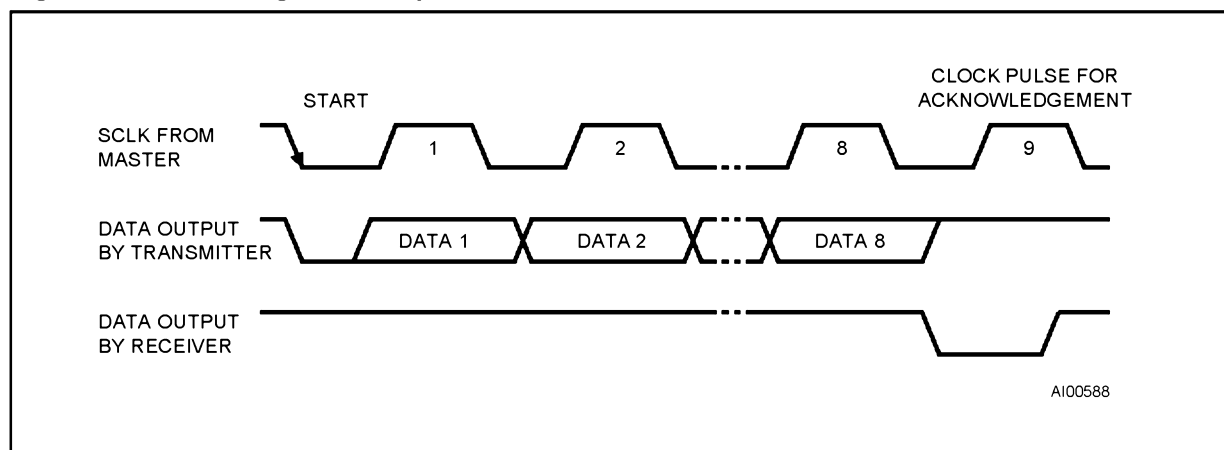 START
CLOCK PULSE FOR
ACKNOWLEDGEMENT
SCLK FROM
MASTER
1
2
8
9
DATA OUTPUT
BY TRANSMITTER
DATA 1
DATA 2
DATA 8
DATA OUTPUT
BY RECEIVER
AI00588